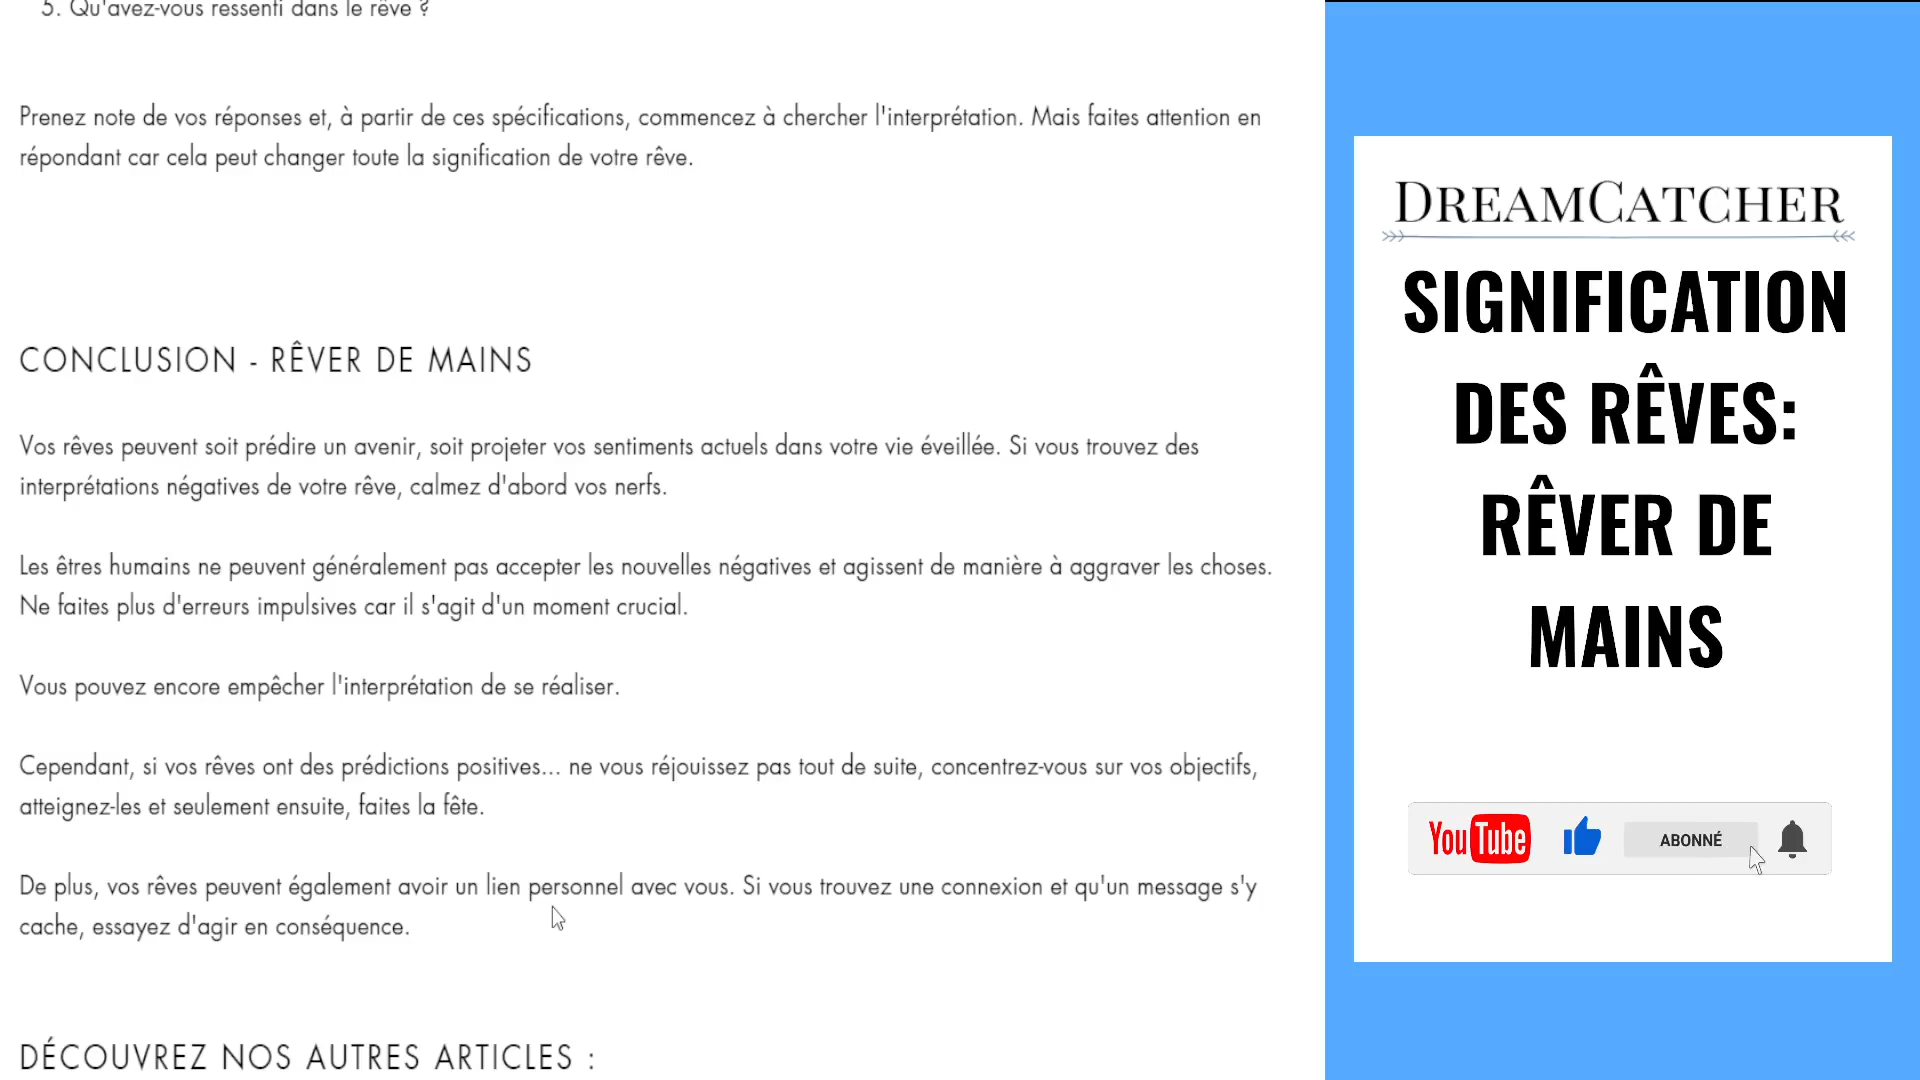 5. Qu'avez-vous ressenti dans le rêve ?
Prenez note de vos réponses et, à partir de ces spécifications, commencez à chercher l'interprétation. Mais faites attention en
répondant car cela peut changer toute la signification de votre rêve.
CONCLUSION - RÊVER DE MAINS
Vos rêves peuvent soit prédire un avenir, soit projeter vos sentiments actuels dans votre vie éveillée. Si vous trouvez des
interprétations négatives de votre rêve, calmez d'abord vos nerfs.
Les êtres humains ne peuvent généralement pas accepter les nouvelles négatives et agissent de manière à aggraver les choses.
Ne faites plus d'erreurs impulsives car il s'agit d'un moment crucial.
Vous pouvez encore empêcher l'interprétation de se réaliser.
Cependant, si vos rêves ont des prédictions positives... ne vous réjouissez pas tout de suite, concentrez-vous sur vos objectifs,
atteignez-les et seulement ensuite, faites la fête.
De plus, vos rêves peuvent également avoir un lien personnel avec vous. Si vous trouvez une connexion et qu'un message s'y
cache, essayez d'agir en conséquence.
DÉCOUVREZ NOS AUTRES ARTICLES :
DREAMCATCHER
SIGNIFICATION
DES RÊVES:
RÊVER DE
MAINS
YouTube
ABONNÉ